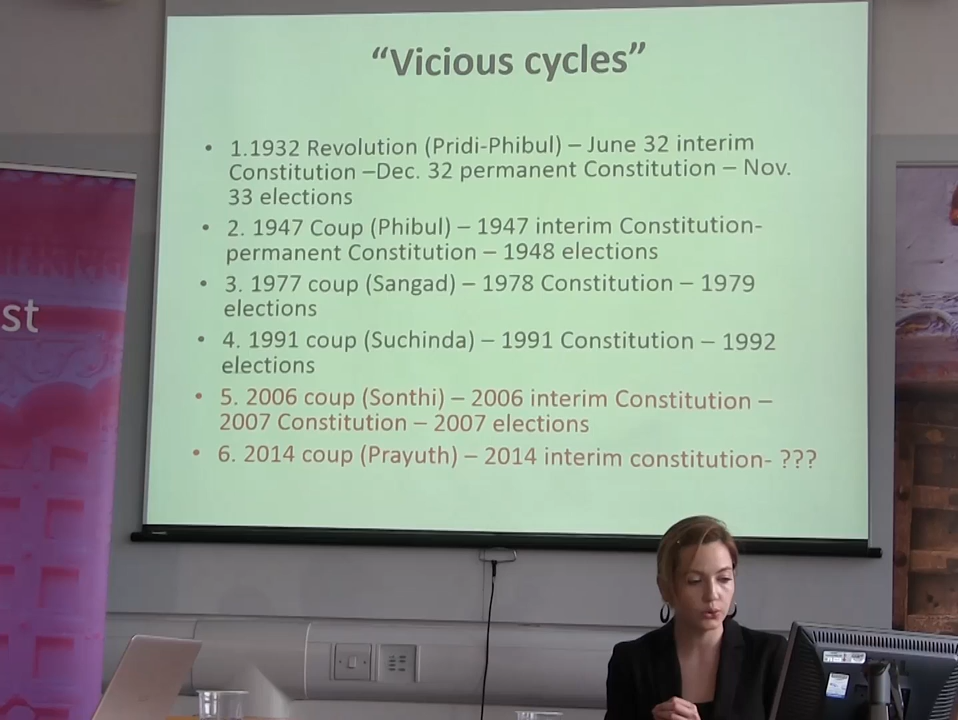 “Vicious cycles”
• 1.1932 Revolution (Pridi-Phibul) – June 32 interim
Constitution –Dec. 32 permanent Constitution – Nov.
33 elections
• 2. 1947 Coup (Phibul) – 1947 interim Constitution-
permanent Constitution – 1948 elections
• 3. 1977 coup (Sangad) – 1978 Constitution – 1979
elections
• 4. 1991 coup (Suchinda) – 1991 Constitution – 1992
elections
• 5. 2006 coup (Sonthi) – 2006 interim Constitution –
2007 Constitution – 2007 elections
• 6. 2014 coup (Prayuth) – 2014 interim constitution- ???
st